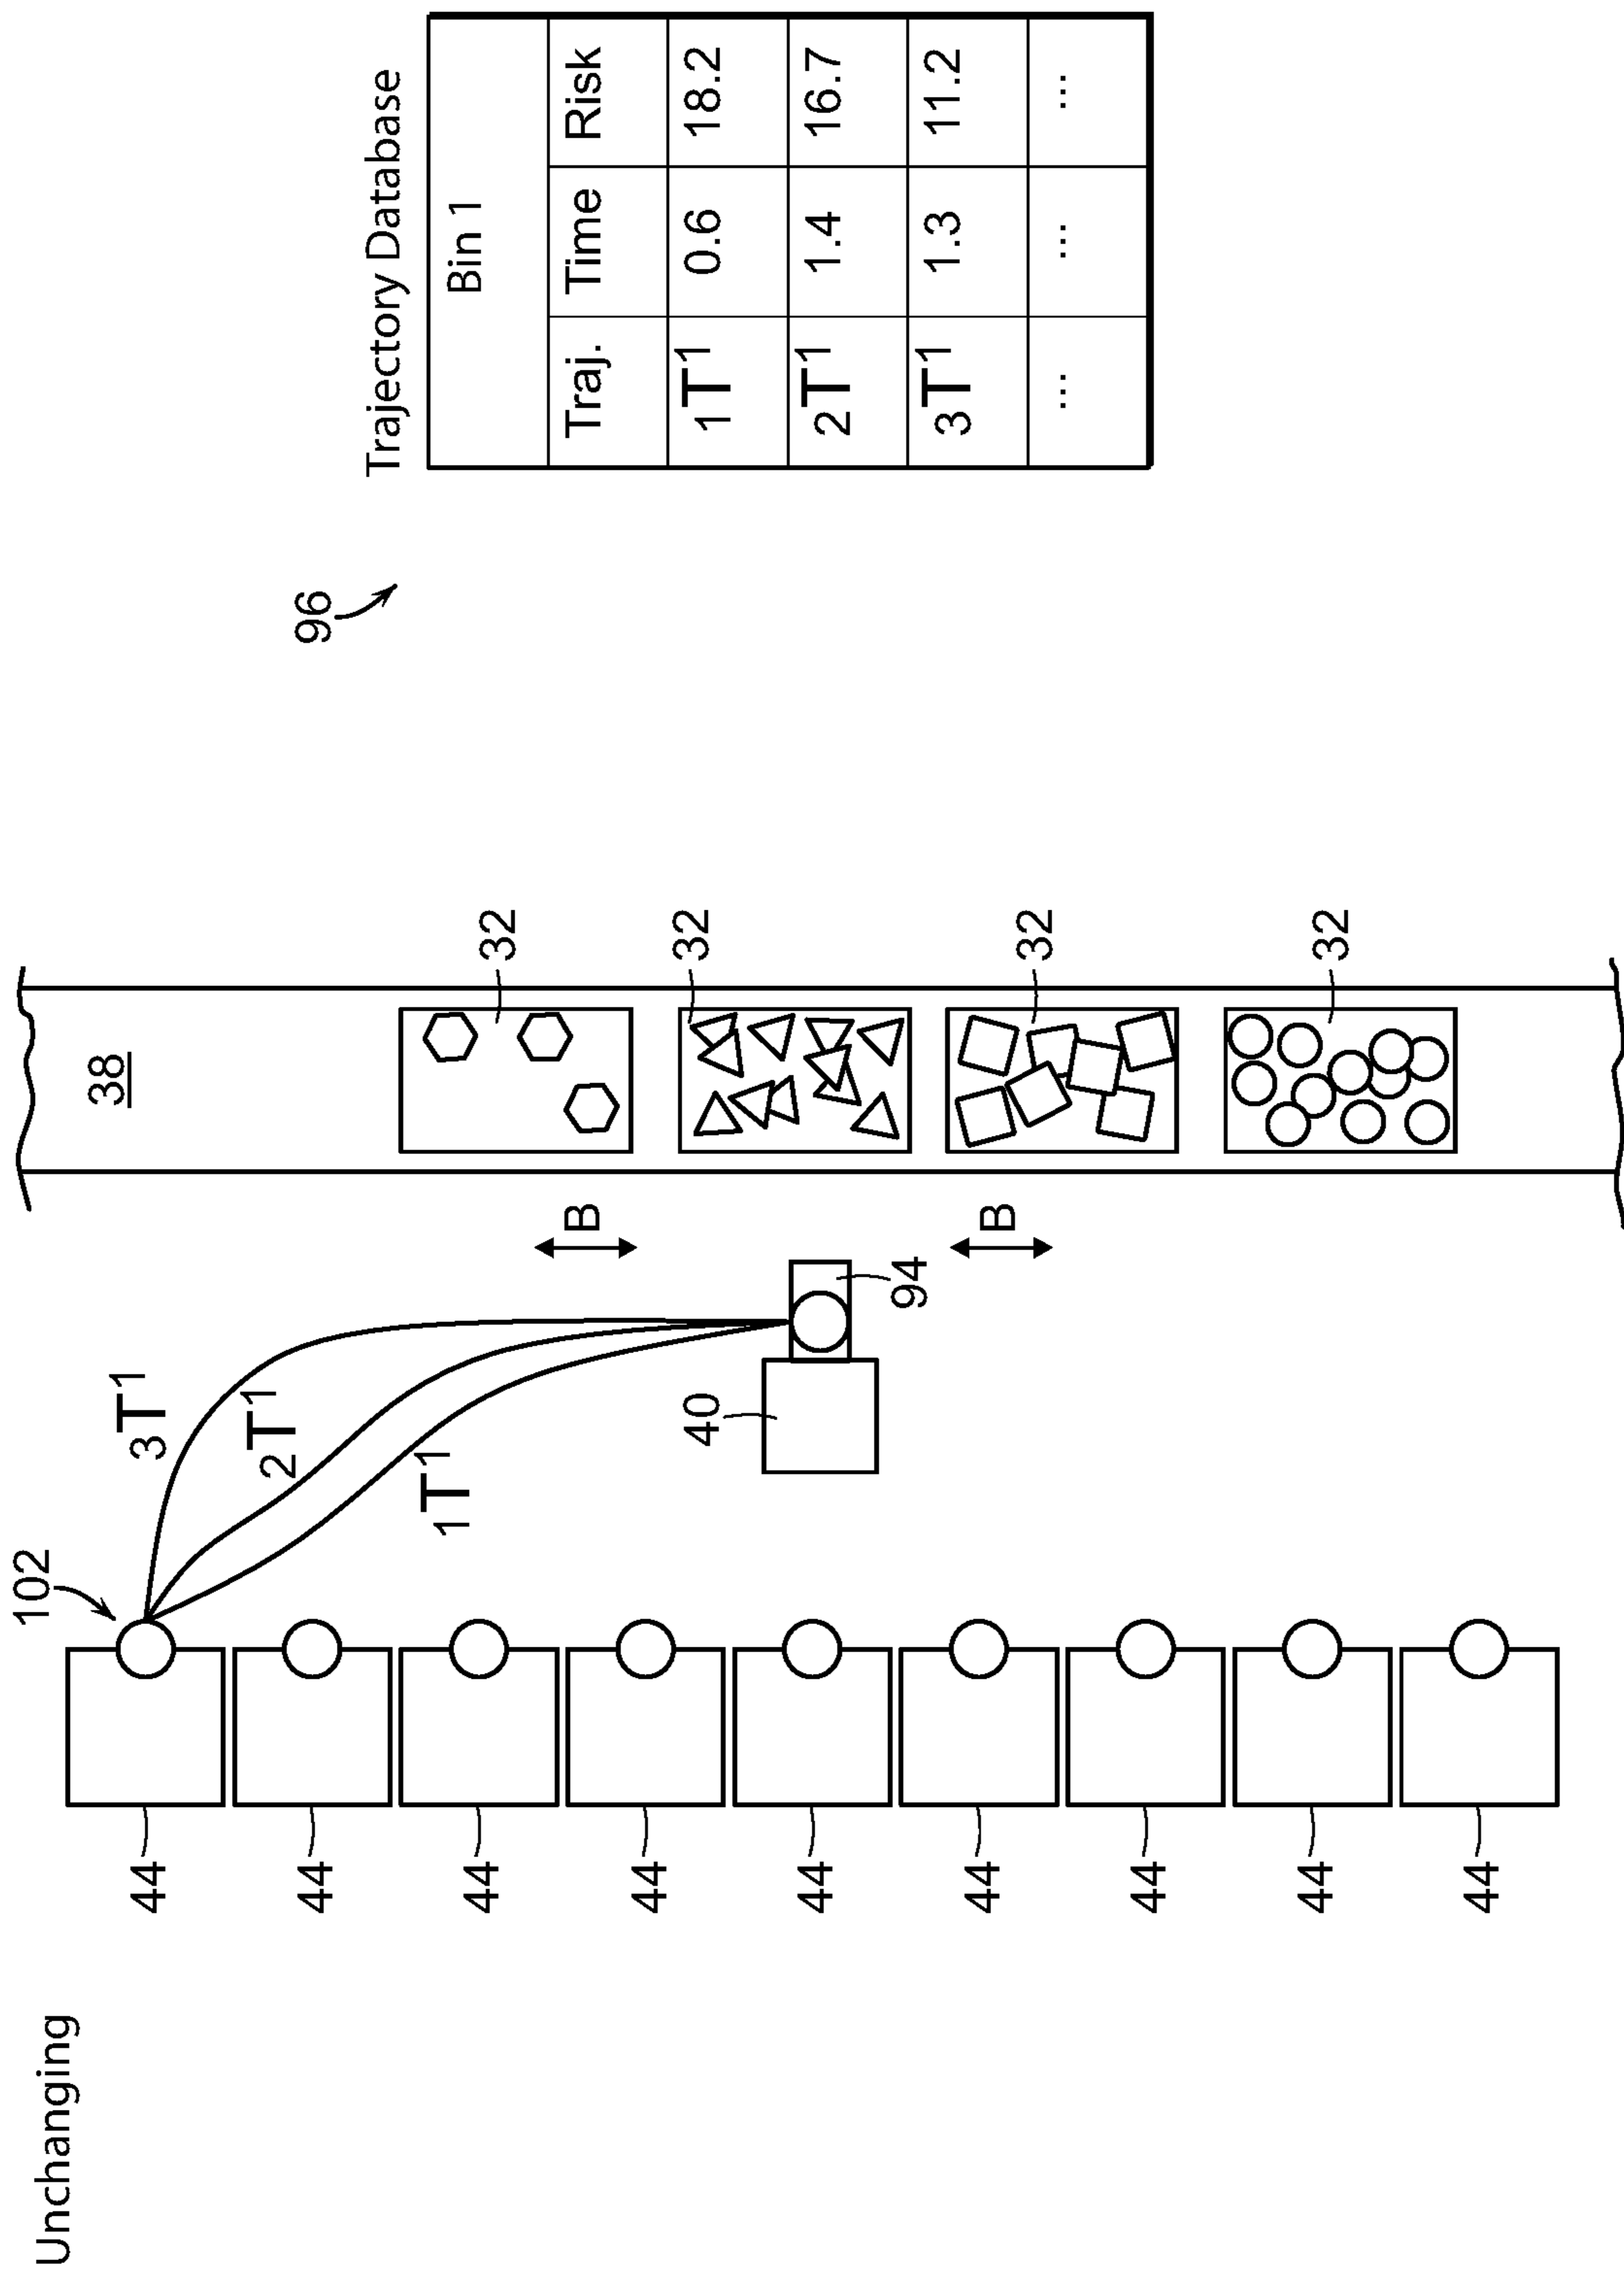 Unchanging
44 44 44 44 44 44 44 44 44
102
₃T¹
₂T¹
₁T¹
40
94
B B
38
32 32 32 32
96
Trajectory Database
Bin 1
Traj. Time Risk
₁T¹ 0.6 18.2
₂T¹ 1.4 16.7
₃T¹ 1.3 11.2
... ... ...